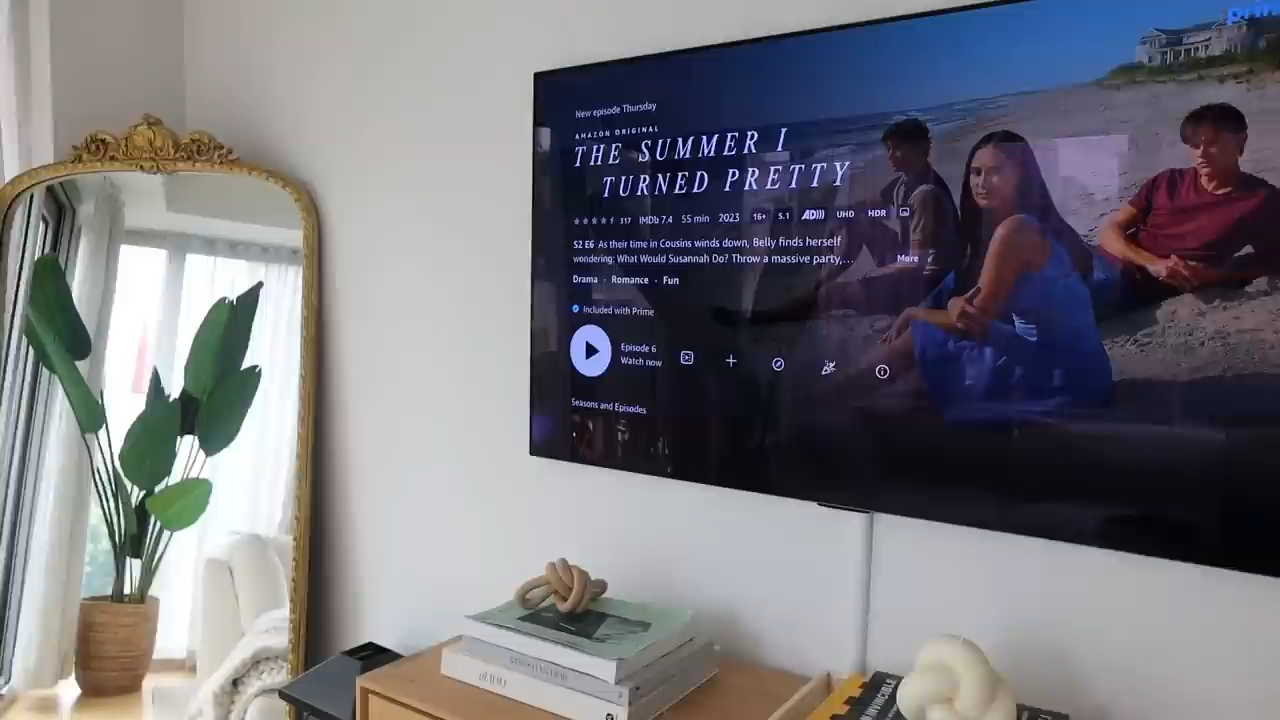 prim
New episode Thursday
AMAZON ORIGINAL
THE SUMMER I
TURNED PRETTY
317 IMDb 7.4 55 min 2023 16+ 5.1 AD UHD HDR
S2 E6 As their time in Cousins winds down, Belly finds herself
wondering: What Would Susannah Do? Throw a massive party,... More
Drama · Romance · Fun
Included with Prime
Episode 6
Watch now
Seasons and Episodes
INVINCIBLE